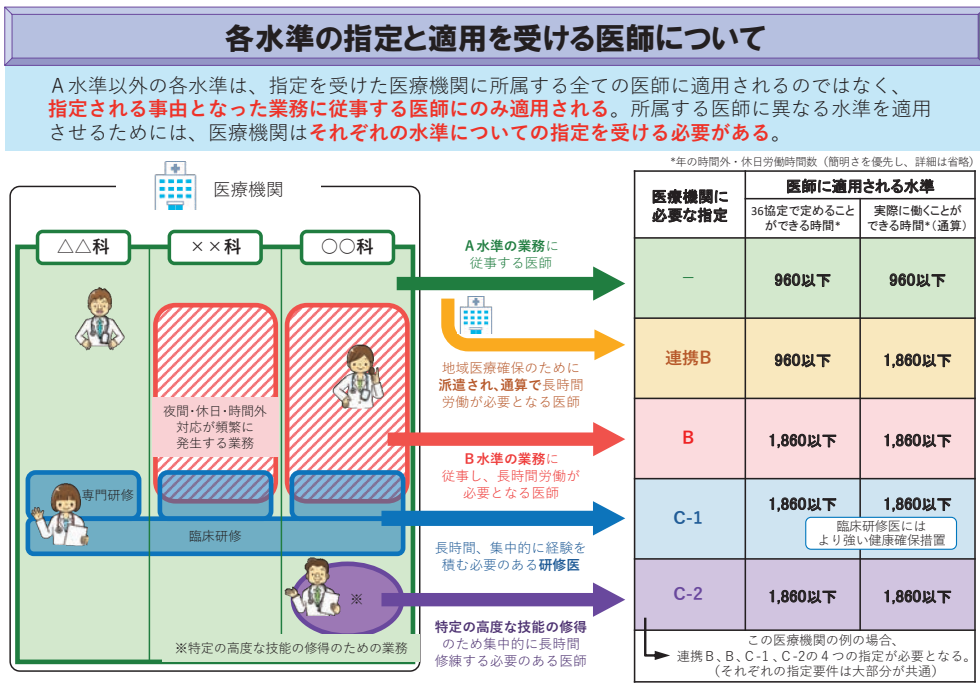 各水準の指定と適用を受ける医師について
A水準以外の各水準は、指定を受けた医療機関に所属する全ての医師に適用されるのではなく、
指定される事由となった業務に従事する医師にのみ適用される。所属する医師に異なる水準を適用
させるためには、医療機関はそれぞれの水準についての指定を受ける必要がある。
*年の時間外・休日労働時間数（簡明さを優先し、詳細は省略）
医療機関
△△科
××科
○○科
夜間・休日・時間外
対応が頻繁に
発生する業務
専門研修
臨床研修
※
※特定の高度な技能の修得のための業務
A水準の業務に
従事する医師
地域医療確保のために
派遣され、通算で長時間
労働が必要となる医師
B水準の業務に
従事し、長時間労働が
必要となる医師
長時間、集中的に経験を
積む必要のある研修医
特定の高度な技能の修得
のため集中的に長時間
修練する必要のある医師
医療機関に
必要な指定
医師に適用される水準
36協定で定めること
ができる時間*
実際に働くことが
できる時間*（通算）
－
960以下
960以下
連携B
960以下
1,860以下
B
1,860以下
1,860以下
C-1
1,860以下
1,860以下
臨床研修医には
より強い健康確保措置
C-2
1,860以下
1,860以下
この医療機関の例の場合、
連携B、B、C-1、C-2の4つの指定が必要となる。
（それぞれの指定要件は大部分が共通）